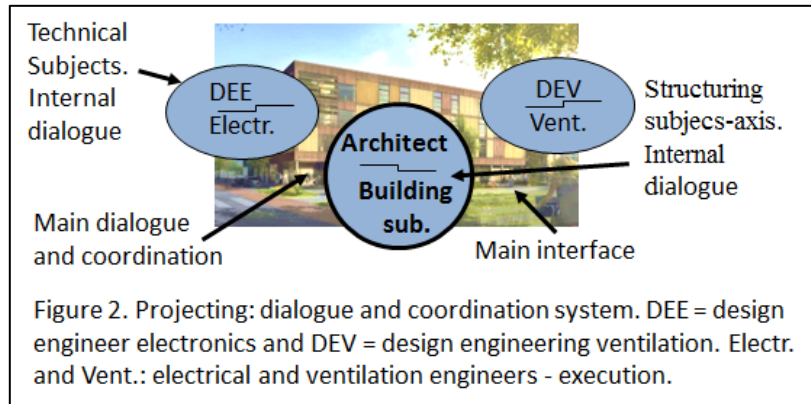 Technical
Subjects.
Internal
dialogue
DEE
Electr.
DEV
Vent.
Architect
Building
sub.
Structuring
subjecs-axis.
Internal
dialogue
Main dialogue
and coordination
Main interface
Figure 2. Projecting: dialogue and coordination system. DEE = design
engineer electronics and DEV = design engineering ventilation. Electr.
and Vent.: electrical and ventilation engineers - execution.